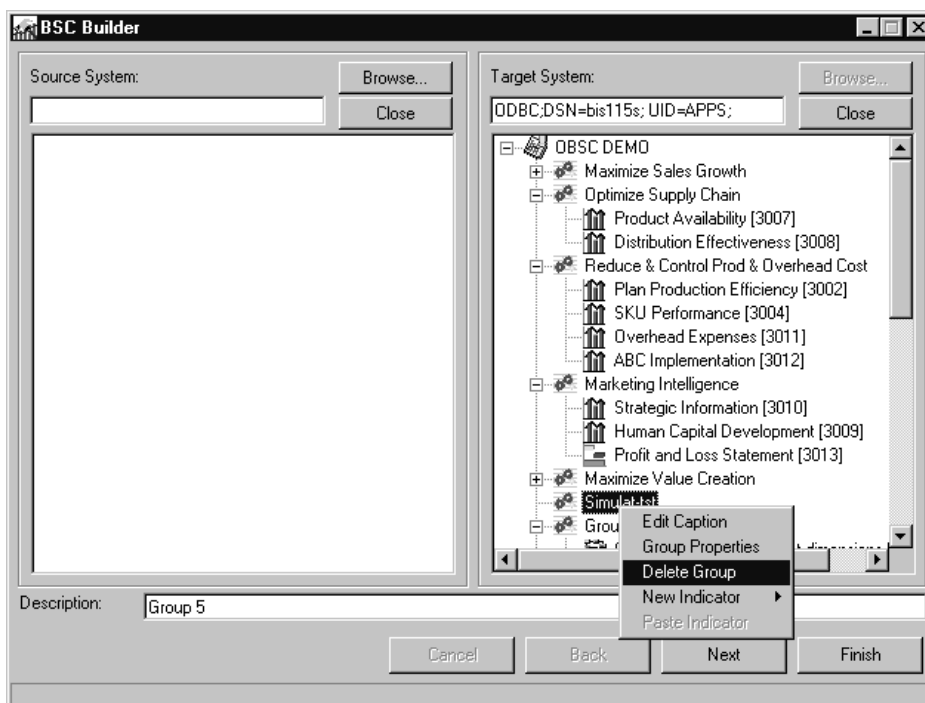 BSC Builder
Source System:
Browse...
Close
Target System:
Browse...
ODBC;DSN=bis115s; UID=APPS;
Close
OBSC DEMO
Maximize Sales Growth
Optimize Supply Chain
Product Availability [3007]
Distribution Effectiveness [3008]
Reduce & Control Prod & Overhead Cost
Plan Production Efficiency [3002]
SKU Performance [3004]
Overhead Expenses [3011]
ABC Implementation [3012]
Marketing Intelligence
Strategic Information [3010]
Human Capital Development [3009]
Profit and Loss Statement [3013]
Maximize Value Creation
Simulat-tst
Grou
Edit Caption
Group Properties
Delete Group
New Indicator
Paste Indicator
Description:
Group 5
Cancel
Back
Next
Finish